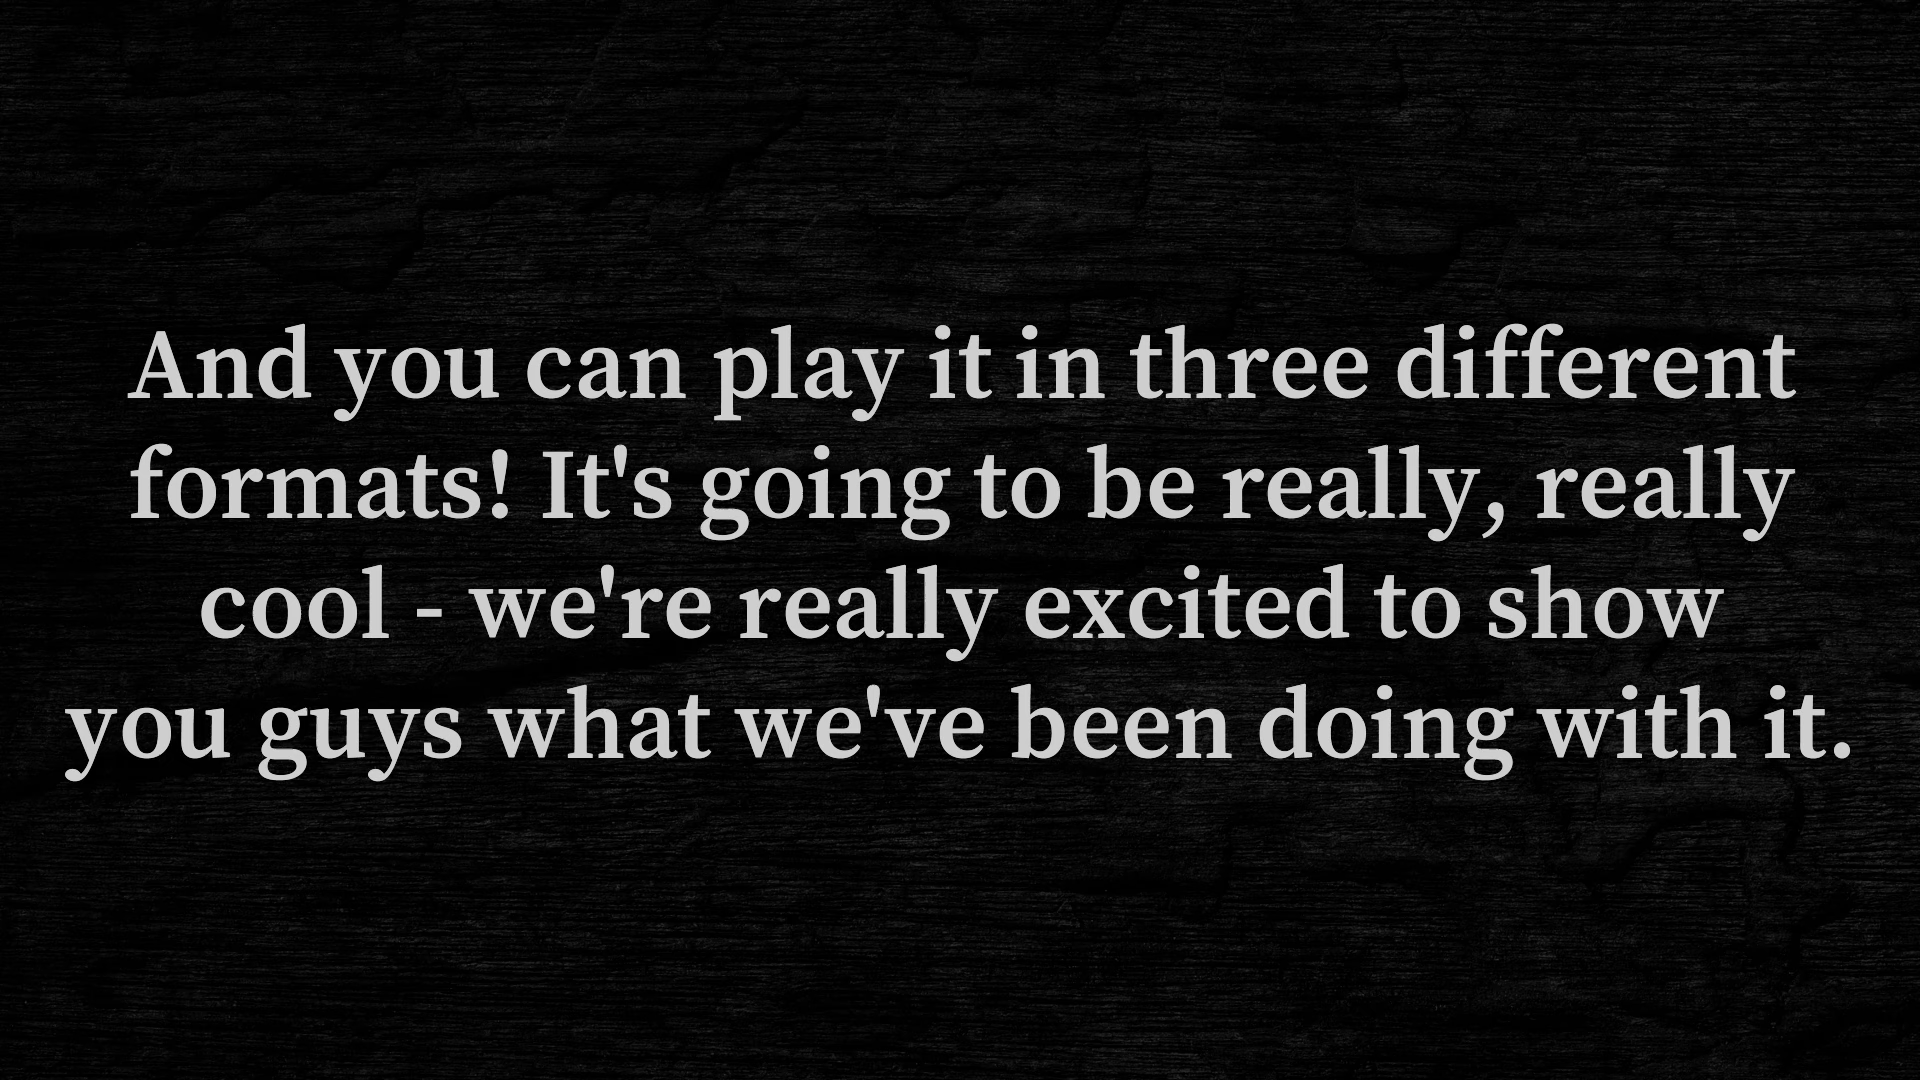 And you can play it in three different
formats! It's going to be really, really
cool - we're really excited to show
you guys what we've been doing with it.